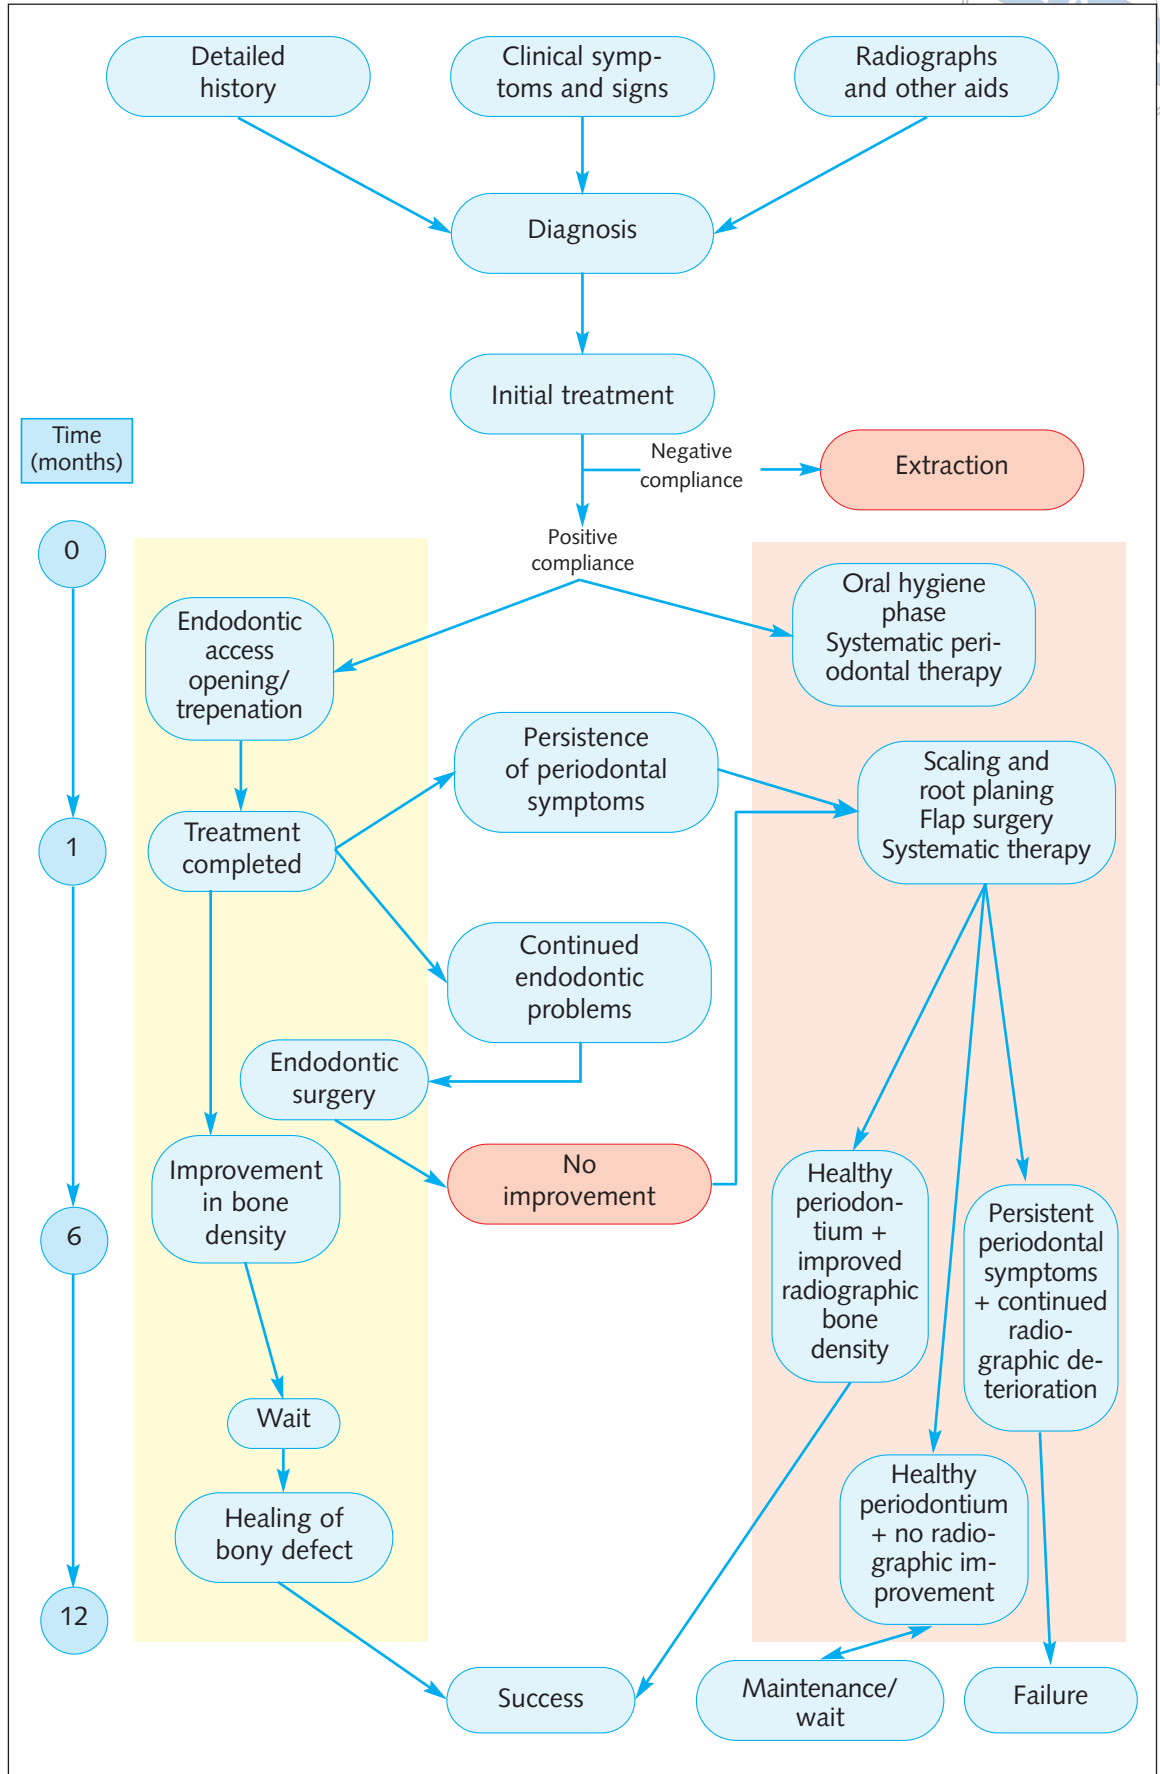 Detailed
history
Clinical symp-
toms and signs
Radiographs
and other aids
Diagnosis
Initial treatment
Time
(months)
Negative
compliance
Extraction
0
Positive
compliance
Endodontic
access
opening/
trepenation
Oral hygiene
phase
Systematic peri-
odontal therapy
Persistence
of periodontal
symptoms
Scaling and
root planing
Flap surgery
Systematic therapy
1
Treatment
completed
Continued
endodontic
problems
Endodontic
surgery
No
improvement
Improvement
in bone
density
6
Healthy
periodon-
tium +
improved
radiographic
bone
density
Persistent
periodontal
symptoms
+ continued
radio-
graphic de-
terioration
Wait
Healing of
bony defect
Healthy
periodontium
+ no radio-
graphic im-
provement
12
Success
Maintenance/
wait
Failure